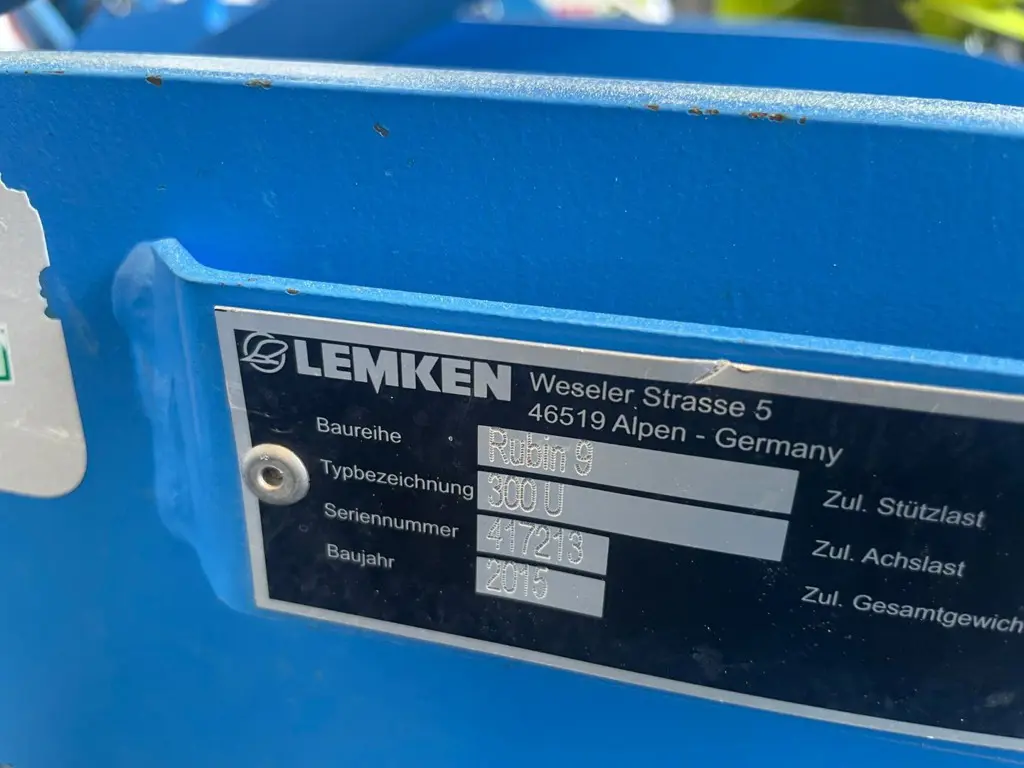 LEMKEN
Weseler Strasse 5
46519 Alpen - Germany
Baureihe Rubin 9
Typbezeichnung 300 U
Seriennummer 417213
Baujahr 2015
Zul. Stützlast
Zul. Achslast
Zul. Gesamtgewich